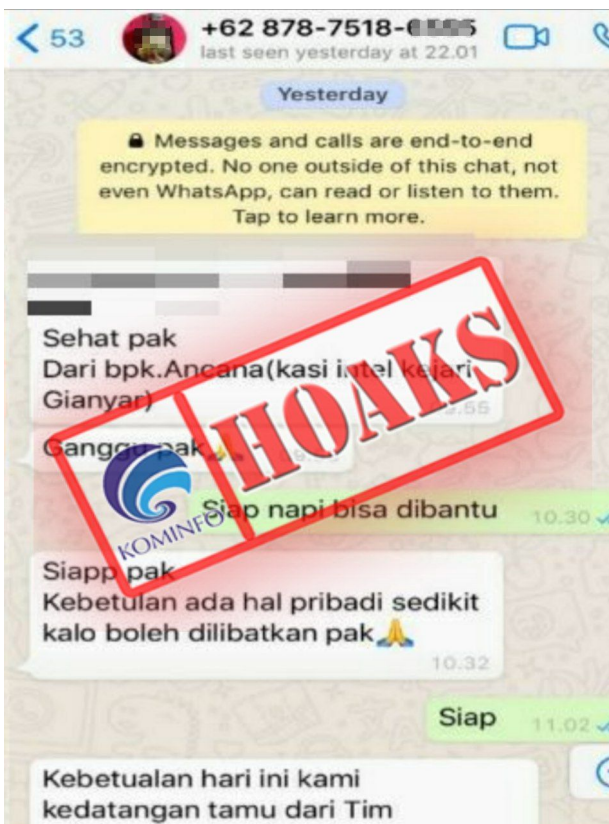 53
+62 878-7518-
last seen yesterday at 22.01
Yesterday
Messages and calls are end-to-end
encrypted. No one outside of this chat, not
even WhatsApp, can read or listen to them.
Tap to learn more.
Sehat pak
Dari bpk.Ancana(kasi intel kejari
Gianyar)
.55
Ganggu pak🙏
HOAKS
KOMINFO
Siap napi bisa dibantu
10.30
Siapp pak
Kebetulan ada hal pribadi sedikit
kalo boleh dilibatkan pak🙏
10.32
Siap
11.02
Kebetualan hari ini kami
kedatangan tamu dari Tim